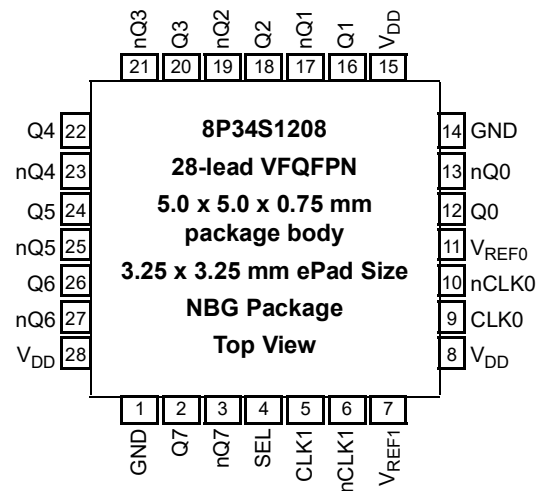 nQ3 Q3 nQ2 Q2 nQ1 Q1 VDD
21 20 19 18 17 16 15
Q4 22
nQ4 23
Q5 24
nQ5 25
Q6 26
nQ6 27
VDD 28
8P34S1208
28-lead VFQFPN
5.0 x 5.0 x 0.75 mm
package body
3.25 x 3.25 mm ePad Size
NBG Package
Top View
14 GND
13 nQ0
12 Q0
11 VREF0
10 nCLK0
9 CLK0
8 VDD
1 2 3 4 5 6 7
GND Q7 nQ7 SEL CLK1 nCLK1 VREF1